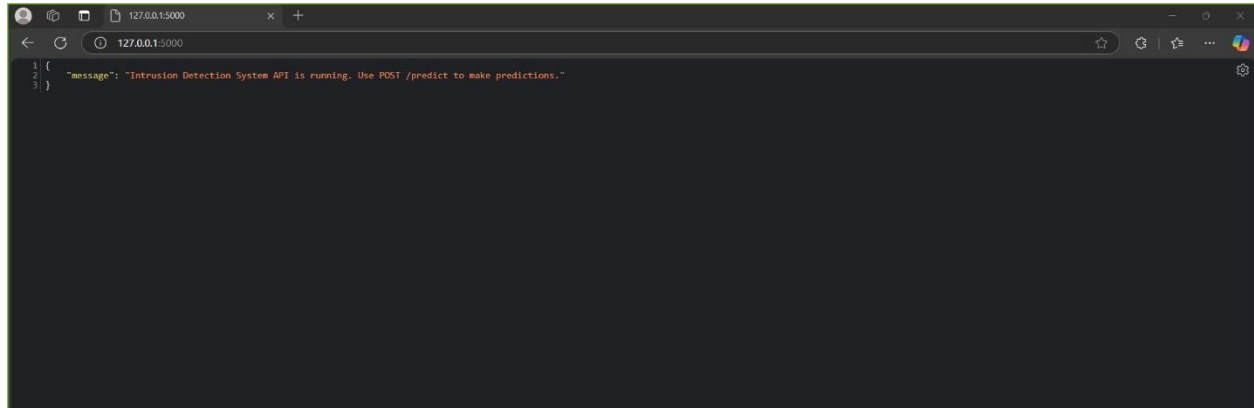 127.0.0.1:5000
127.0.0.1:5000
1 {
2 "message": "Intrusion Detection System API is running. Use POST /predict to make predictions."
3 }